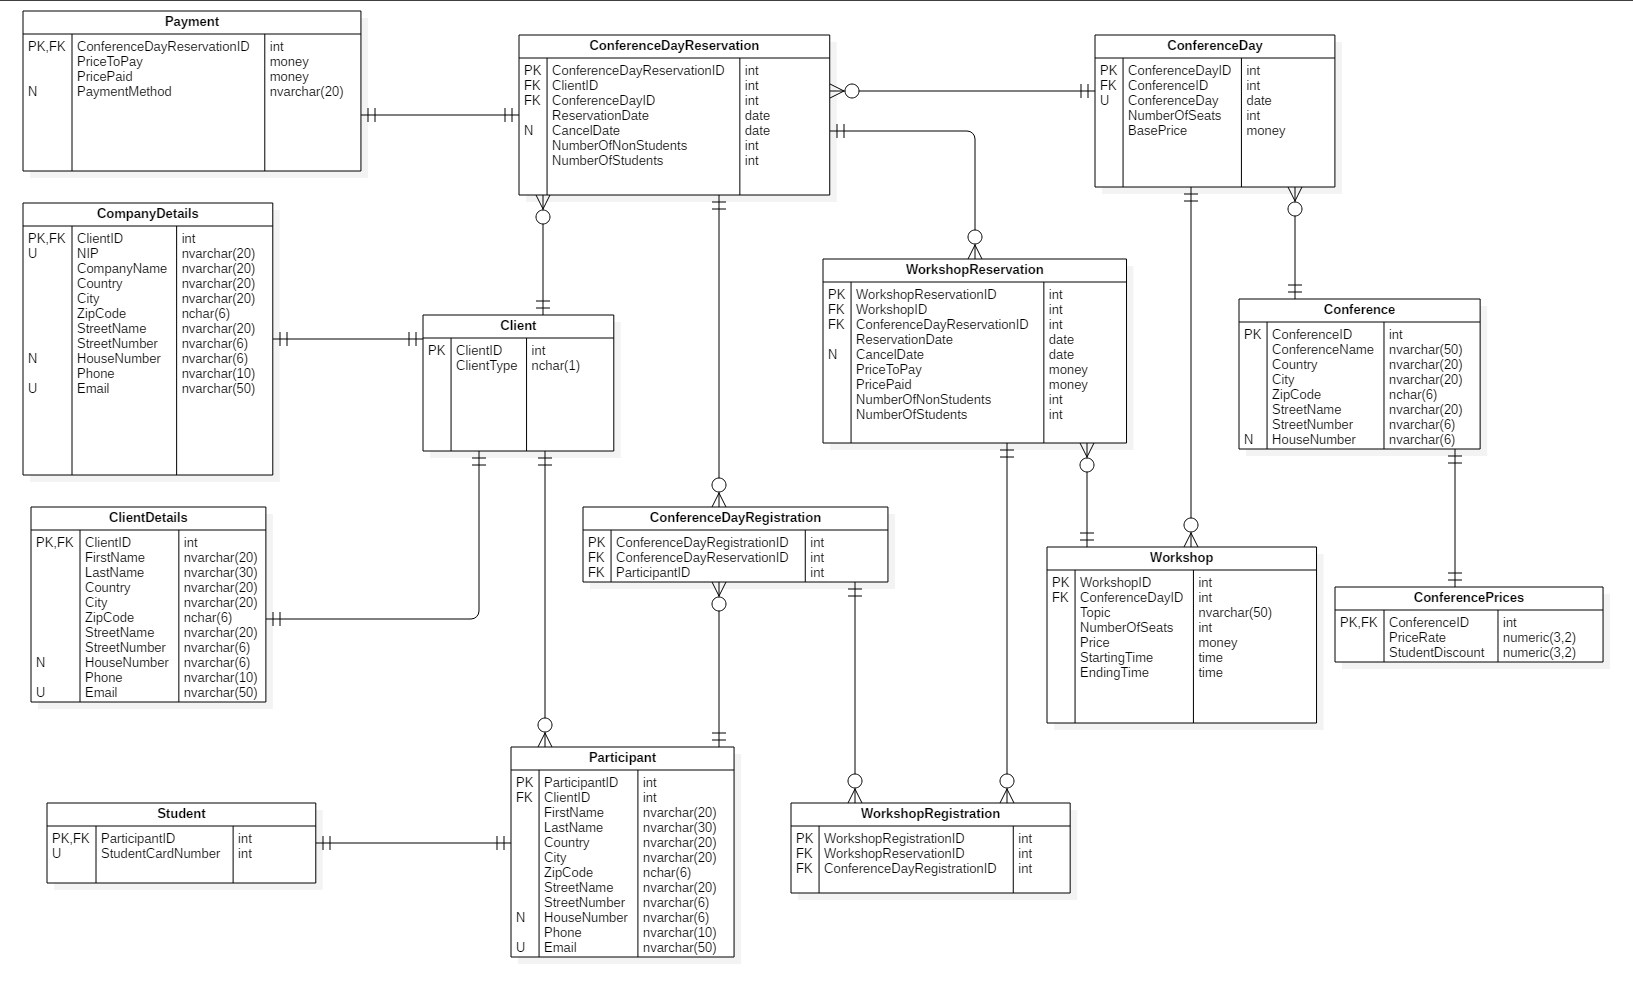 Payment
PK,FK ConferenceDayReservationID int
PriceToPay money
PricePaid money
N PaymentMethod nvarchar(20)
ConferenceDayReservation
PK ConferenceDayReservationID int
FK ClientID int
FK ConferenceDayID int
ReservationDate date
N CancelDate date
NumberOfNonStudents int
NumberOfStudents int
ConferenceDay
PK ConferenceDayID int
FK ConferenceID int
U ConferenceDay date
NumberOfSeats int
BasePrice money
CompanyDetails
PK,FK ClientID int
U NIP nvarchar(20)
CompanyName nvarchar(20)
Country nvarchar(20)
City nvarchar(20)
ZipCode nchar(6)
StreetName nvarchar(20)
StreetNumber nvarchar(6)
N HouseNumber nvarchar(6)
Phone nvarchar(10)
U Email nvarchar(50)
Client
PK ClientID int
ClientType nchar(1)
WorkshopReservation
PK WorkshopReservationID int
FK WorkshopID int
FK ConferenceDayReservationID int
ReservationDate date
N CancelDate date
PriceToPay money
PricePaid money
NumberOfNonStudents int
NumberOfStudents int
Conference
PK ConferenceID int
ConferenceName nvarchar(50)
Country nvarchar(20)
City nvarchar(20)
ZipCode nchar(6)
StreetName nvarchar(20)
StreetNumber nvarchar(6)
N HouseNumber nvarchar(6)
ClientDetails
PK,FK ClientID int
FirstName nvarchar(20)
LastName nvarchar(30)
Country nvarchar(20)
City nvarchar(20)
ZipCode nchar(6)
StreetName nvarchar(20)
StreetNumber nvarchar(6)
N HouseNumber nvarchar(6)
Phone nvarchar(10)
U Email nvarchar(50)
ConferenceDayRegistration
PK ConferenceDayRegistrationID int
FK ConferenceDayReservationID int
FK ParticipantID int
Workshop
PK WorkshopID int
FK ConferenceDayID int
Topic nvarchar(50)
NumberOfSeats int
Price money
StartingTime time
EndingTime time
ConferencePrices
PK,FK ConferenceID int
PriceRate numeric(3,2)
StudentDiscount numeric(3,2)
Student
PK,FK ParticipantID int
U StudentCardNumber int
Participant
PK ParticipantID int
FK ClientID int
FirstName nvarchar(20)
LastName nvarchar(30)
Country nvarchar(20)
City nvarchar(20)
ZipCode nchar(6)
StreetName nvarchar(20)
StreetNumber nvarchar(6)
N HouseNumber nvarchar(6)
Phone nvarchar(10)
U Email nvarchar(50)
WorkshopRegistration
PK WorkshopRegistrationID int
FK WorkshopReservationID int
FK ConferenceDayRegistrationID int